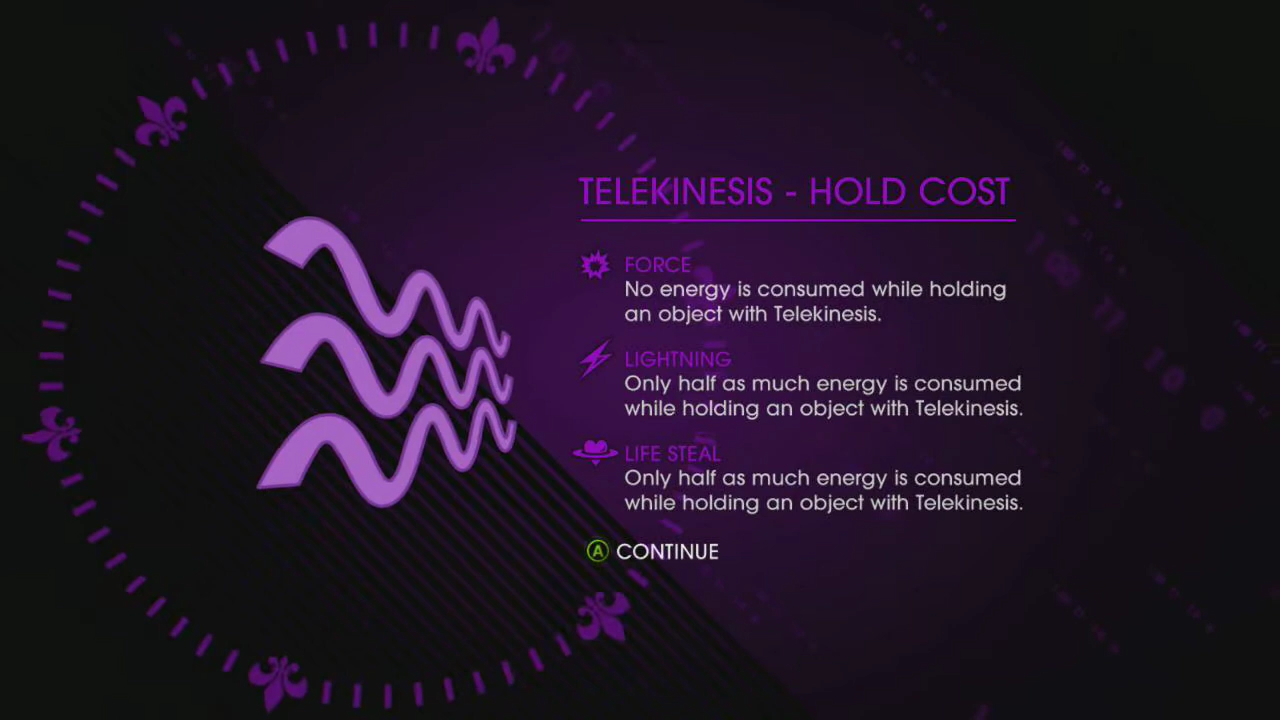 TELEKINESIS - HOLD COST
FORCE
No energy is consumed while holding
an object with Telekinesis.
LIGHTNING
Only half as much energy is consumed
while holding an object with Telekinesis.
LIFE STEAL
Only half as much energy is consumed
while holding an object with Telekinesis.
A CONTINUE